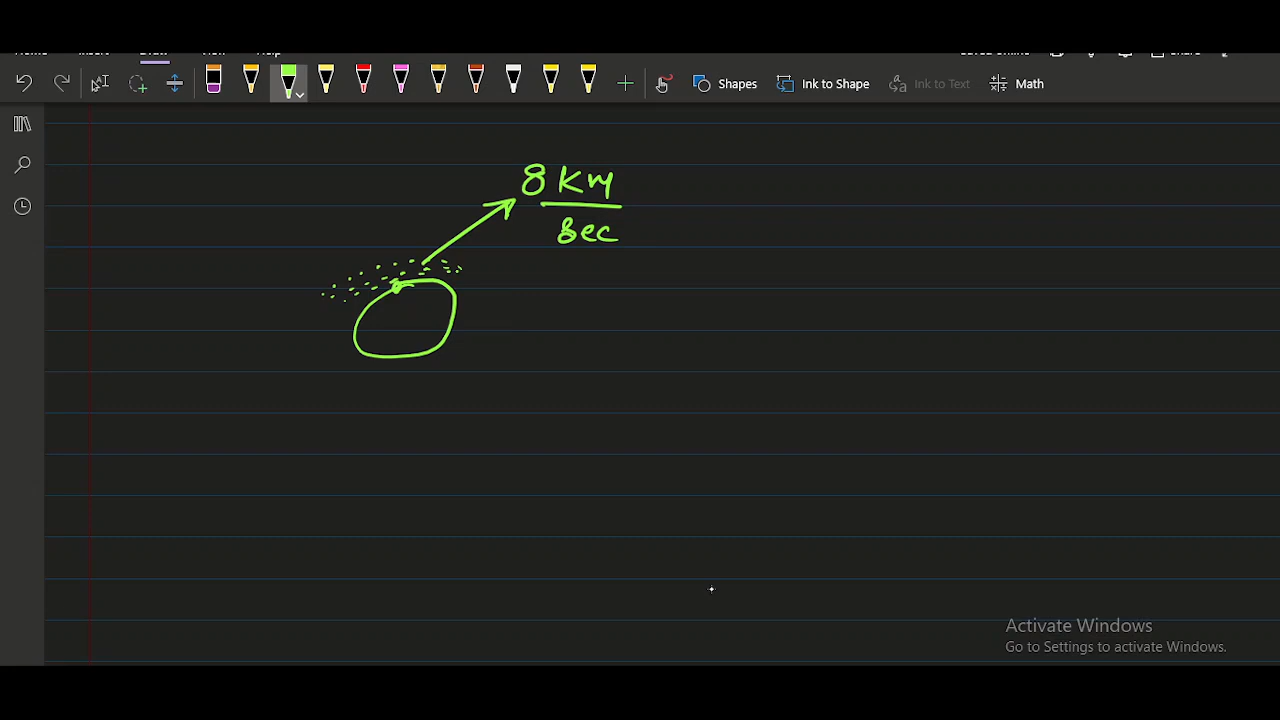 Shapes Ink to Shape Ink to Text Math
8 Km
sec
Activate Windows
Go to Settings to activate Windows.